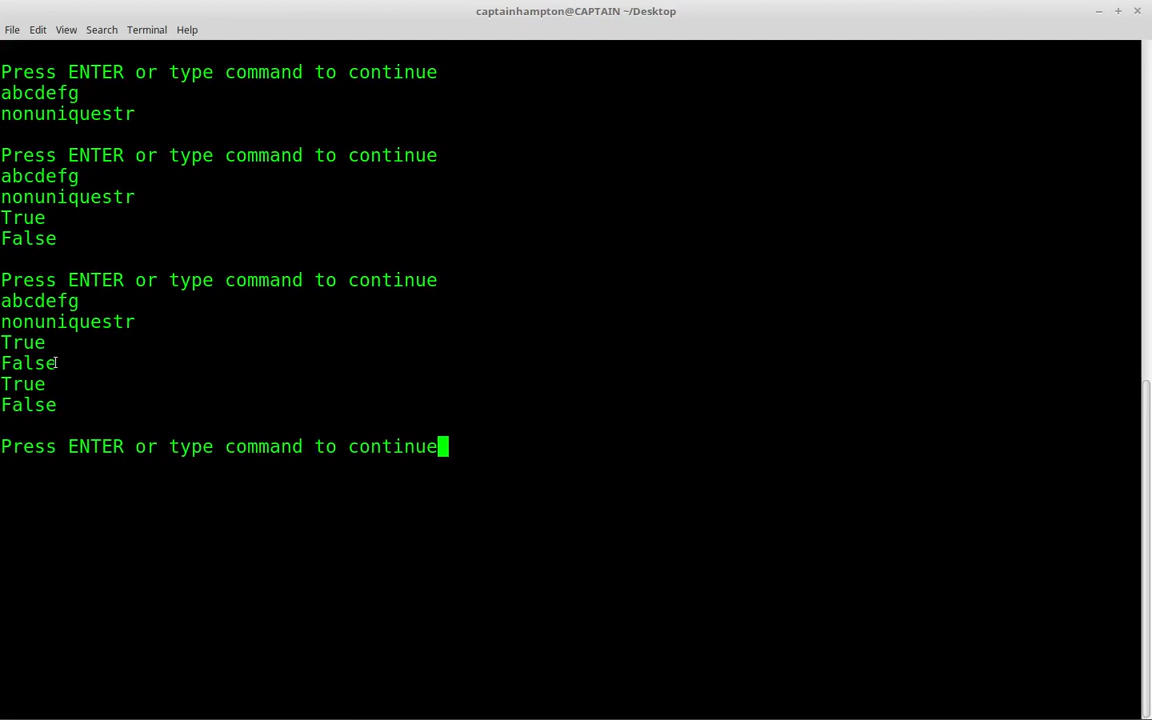 captainhampton@CAPTAIN ~/Desktop
File Edit View Search Terminal Help
Press ENTER or type command to continue
abcdefg
nonuniquestr
Press ENTER or type command to continue
abcdefg
nonuniquestr
True
False
Press ENTER or type command to continue
abcdefg
nonuniquestr
True
False
True
False
Press ENTER or type command to continue